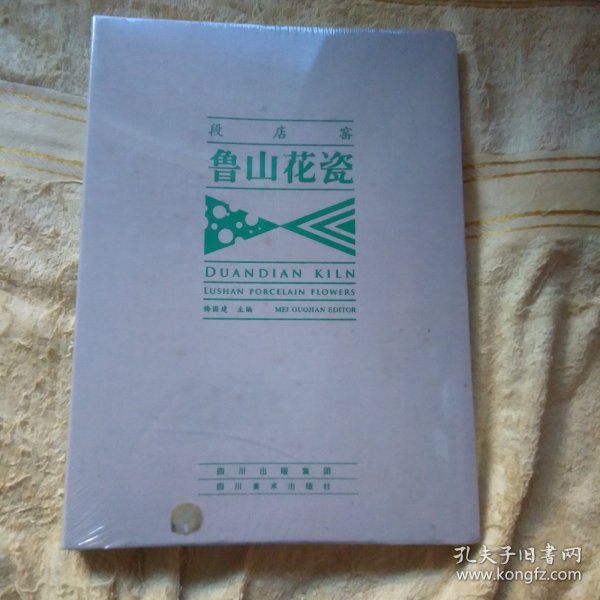 段店窑
鲁山花瓷
DUANDIAN KILN
LUSHAN PORCELAIN FLOWERS
梅国建 主编 MEI GUOJIAN EDITOR
四川出版集团
四川美术出版社
孔夫子旧书网
www.kongfz.com